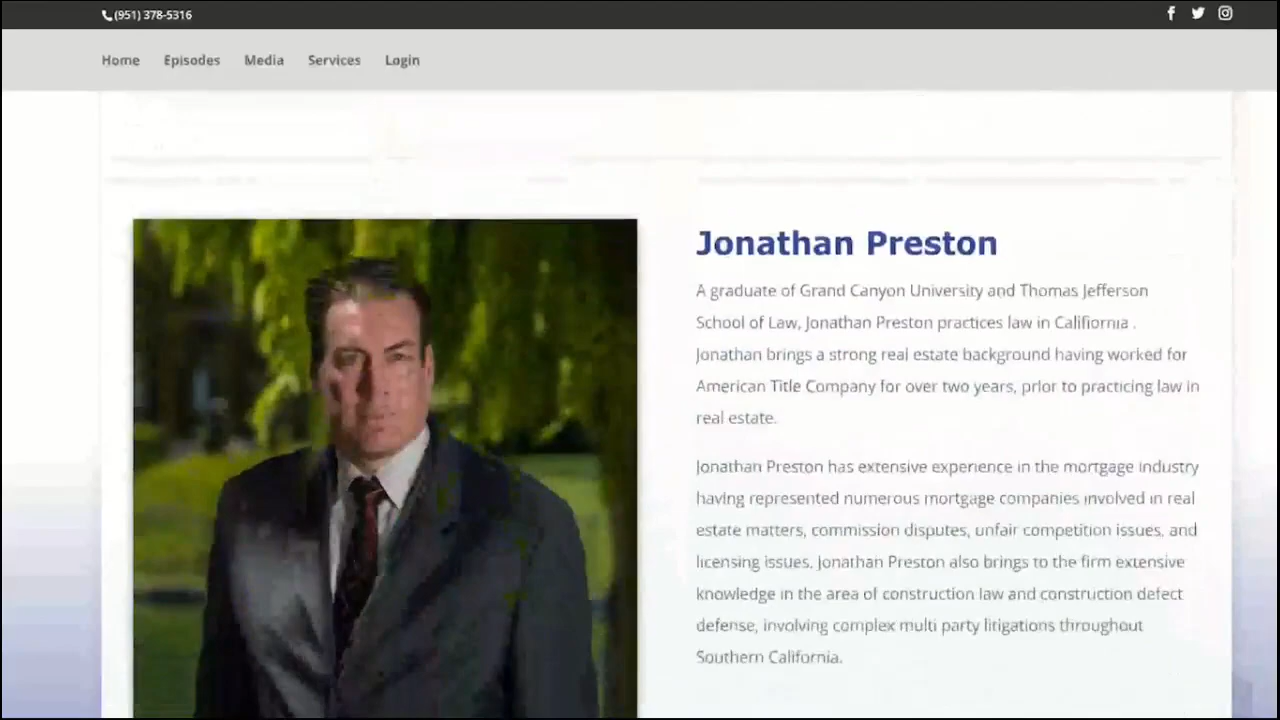 (951) 378-5316
Home Episodes Media Services Login
Jonathan Preston
A graduate of Grand Canyon University and Thomas Jefferson
School of Law, Jonathan Preston practices law in Califiornia .
Jonathan brings a strong real estate background having worked for
American Title Company for over two years, prior to practicing law in
real estate.
Jonathan Preston has extensive experience in the mortgage industry
having represented numerous mortgage companies involved in real
estate matters, commission disputes, unfair competition issues, and
licensing issues. Jonathan Preston also brings to the firm extensive
knowledge in the area of construction law and construction defect
defense, involving complex multi party litigations throughout
Southern California.